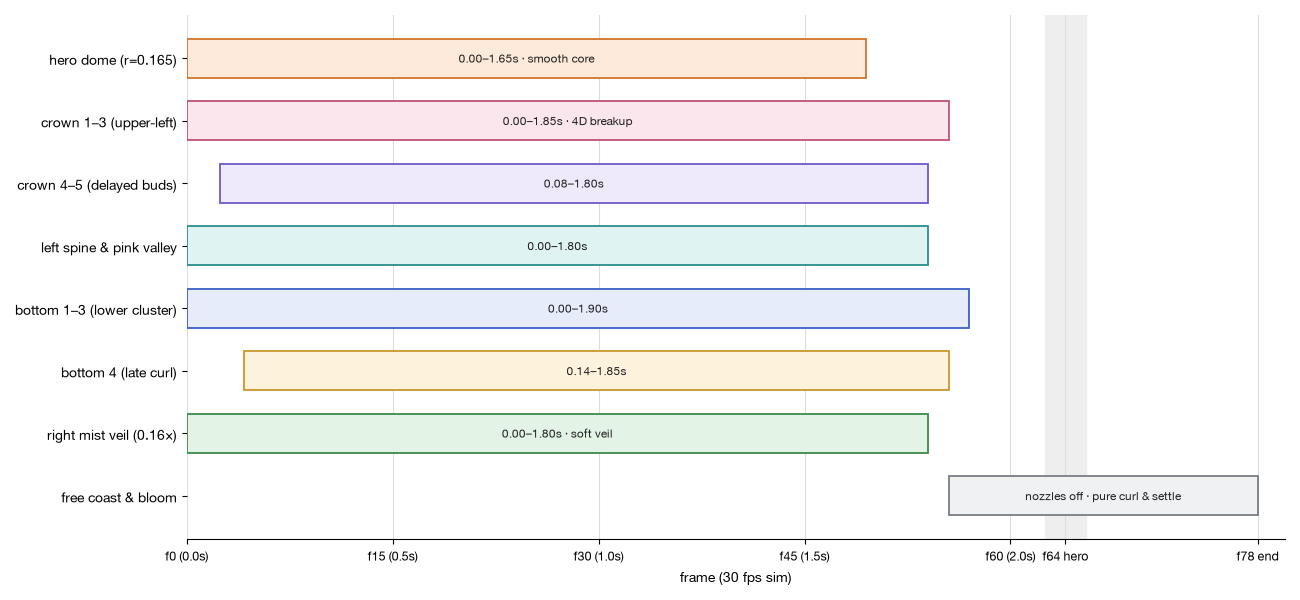 hero dome (r=0.165)
0.00–1.65s · smooth core
crown 1–3 (upper-left)
0.00–1.85s · 4D breakup
crown 4–5 (delayed buds)
0.08–1.80s
left spine & pink valley
0.00–1.80s
bottom 1–3 (lower cluster)
0.00–1.90s
bottom 4 (late curl)
0.14–1.85s
right mist veil (0.16×)
0.00–1.80s · soft veil
free coast & bloom
nozzles off · pure curl & settle
f0 (0.0s)
f15 (0.5s)
f30 (1.0s)
f45 (1.5s)
f60 (2.0s)
f64 hero
f78 end
frame (30 fps sim)